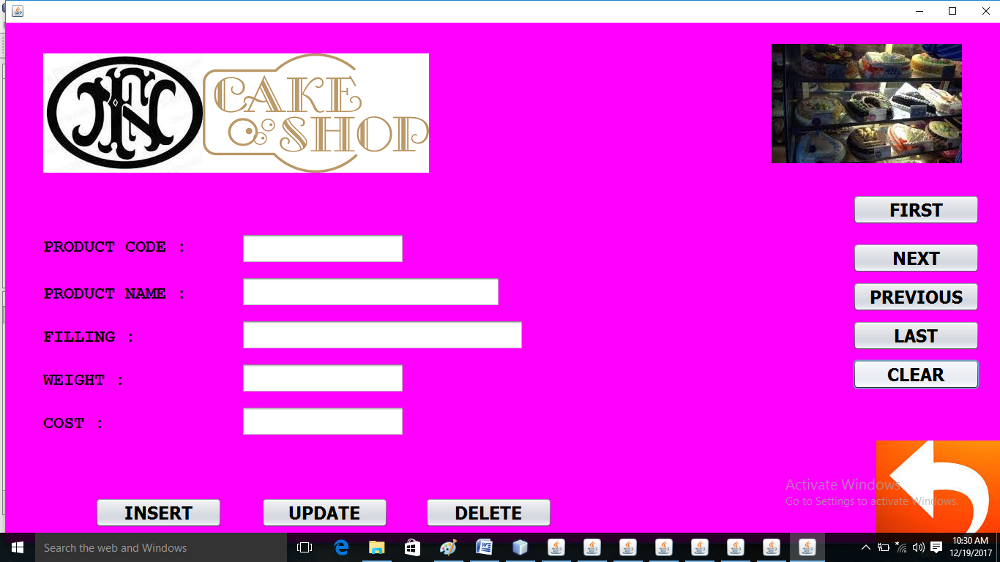 FN
CAKE
SHOP
FIRST
PRODUCT CODE :
NEXT
PRODUCT NAME :
PREVIOUS
FILLING :
LAST
WEIGHT :
CLEAR
COST :
Activate Windows
Go to Settings to activate Windows.
INSERT
UPDATE
DELETE
Search the web and Windows
10:30 AM
12/19/2017